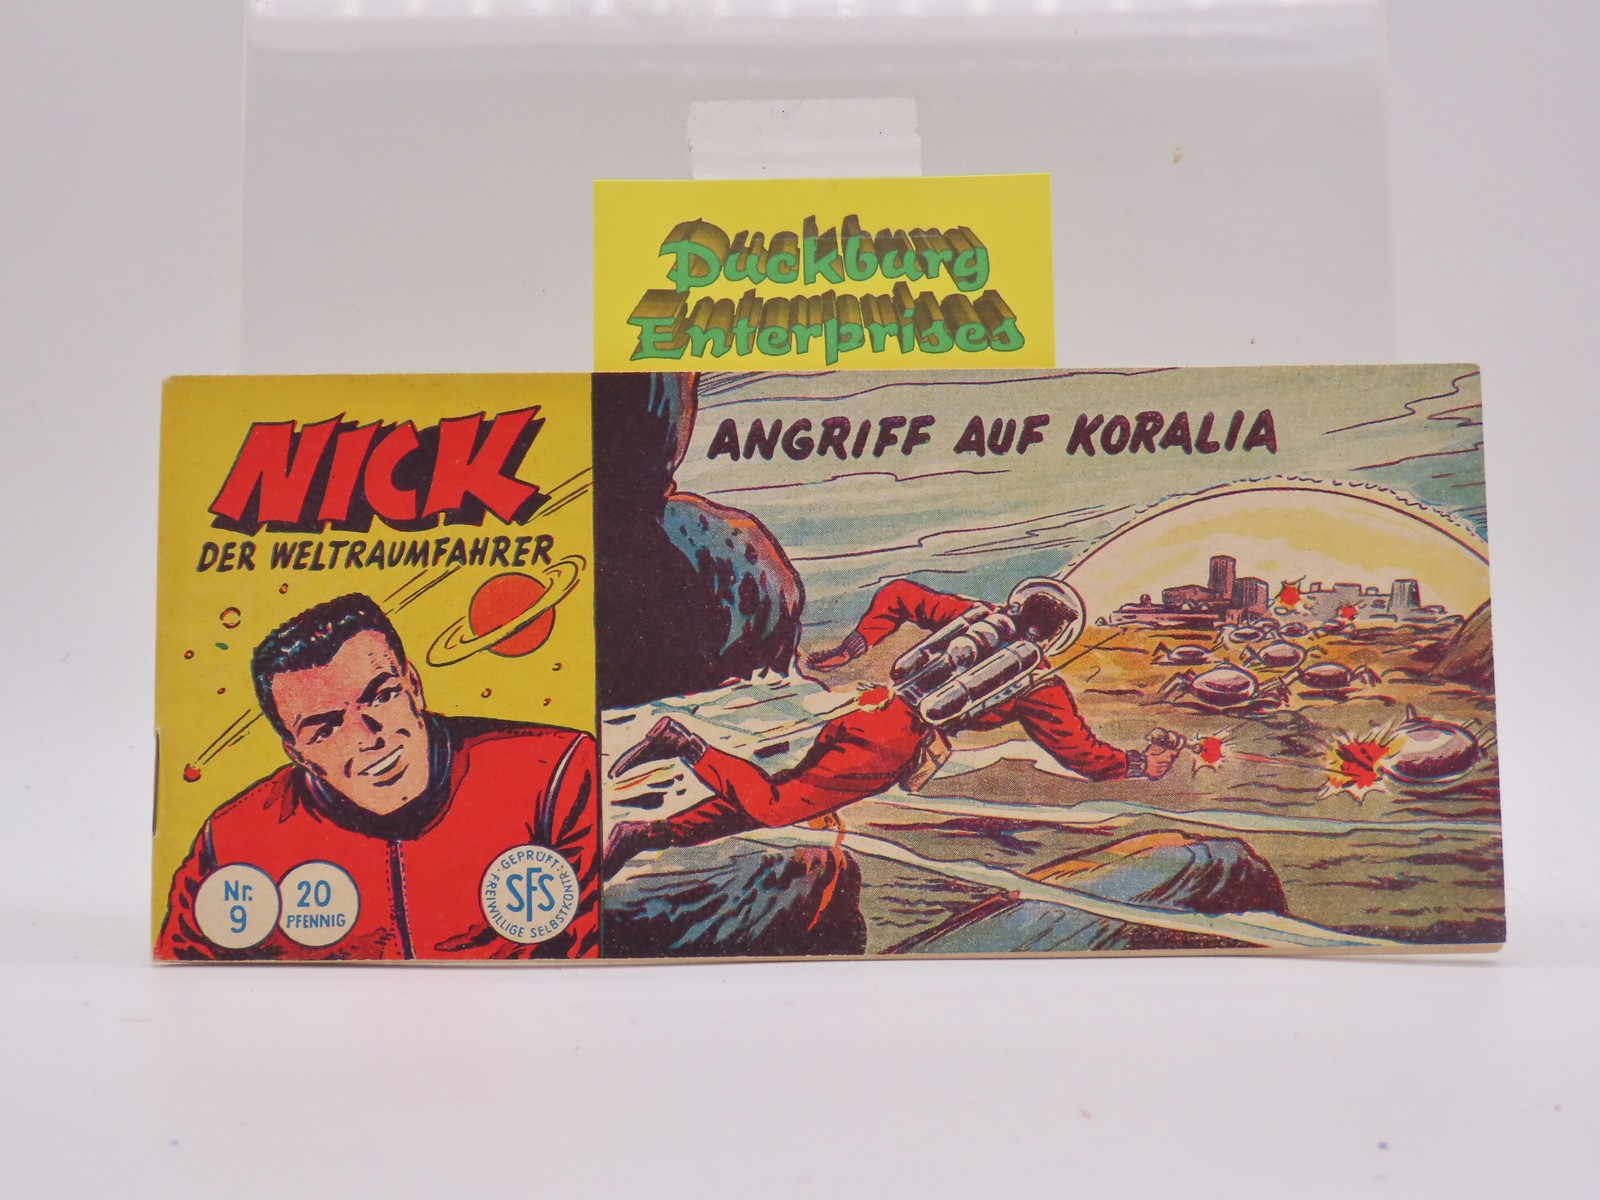 Duckburg
Enterprises
NICK
DER WELTRAUMFAHRER
ANGRIFF AUF KORALIA
Nr.
9
20
PFENNIG
GEPRÜFT
SFS
FREIWILLIGE SELBSTKONTR.